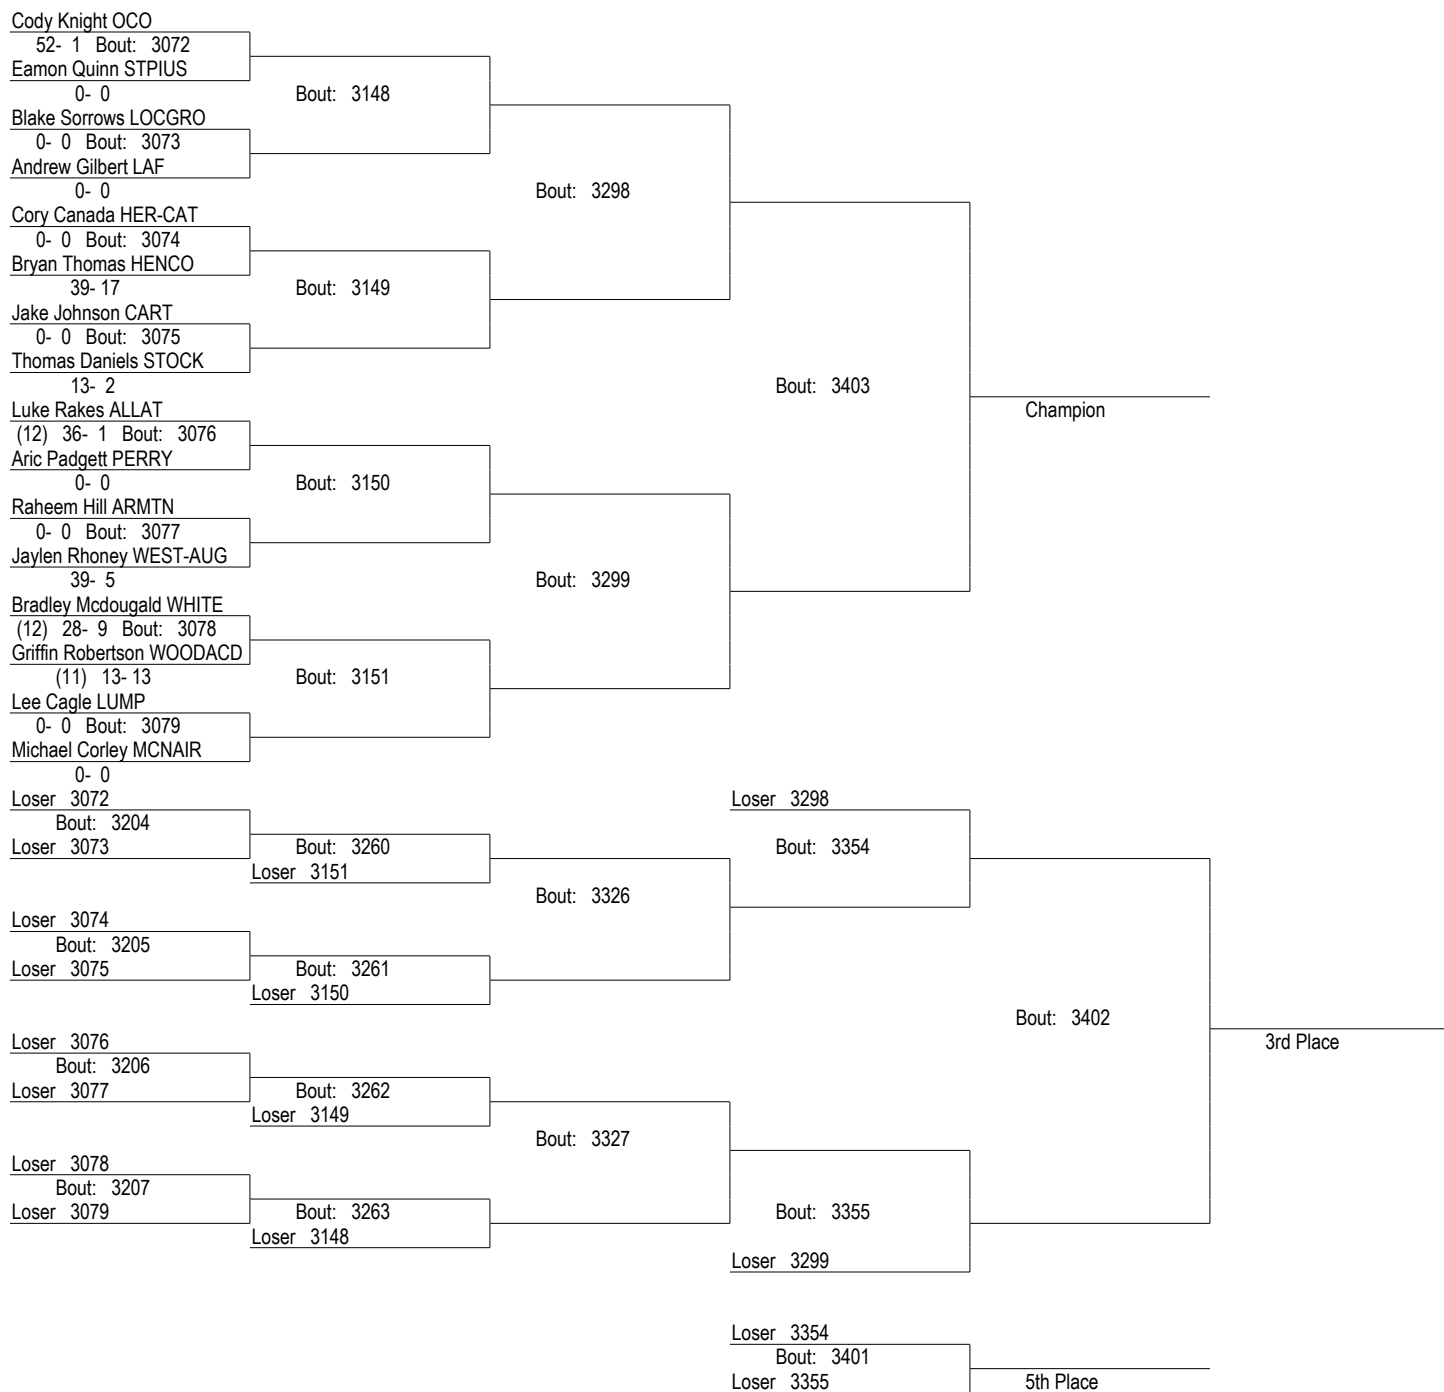 Cody Knight OCO
52- 1 Bout: 3072
Eamon Quinn STPIUS
0- 0 Bout: 3148
Blake Sorrows LOCGRO
0- 0 Bout: 3073
Andrew Gilbert LAF
0- 0 Bout: 3298
Cory Canada HER-CAT
0- 0 Bout: 3074
Bryan Thomas HENCO
39- 17 Bout: 3149
Jake Johnson CART
0- 0 Bout: 3075
Thomas Daniels STOCK
13- 2 Bout: 3403
Luke Rakes ALLAT Champion
(12) 36- 1 Bout: 3076
Aric Padgett PERRY
0- 0 Bout: 3150
Raheem Hill ARMTN
0- 0 Bout: 3077
Jaylen Rhoney WEST-AUG
39- 5 Bout: 3299
Bradley Mcdougald WHITE
(12) 28- 9 Bout: 3078
Griffin Robertson WOODACD
(11) 13- 13 Bout: 3151
Lee Cagle LUMP
0- 0 Bout: 3079
Michael Corley MCNAIR
0- 0
Loser 3072 Loser 3298
Bout: 3204
Loser 3073 Bout: 3260 Bout: 3354
Loser 3151
Bout: 3326
Loser 3074
Bout: 3205
Loser 3075 Bout: 3261
Loser 3150
Bout: 3402
Loser 3076 3rd Place
Bout: 3206
Loser 3077 Bout: 3262
Loser 3149
Bout: 3327
Loser 3078
Bout: 3207
Loser 3079 Bout: 3263 Bout: 3355
Loser 3148
Loser 3299
Loser 3354
Bout: 3401
Loser 3355 5th Place